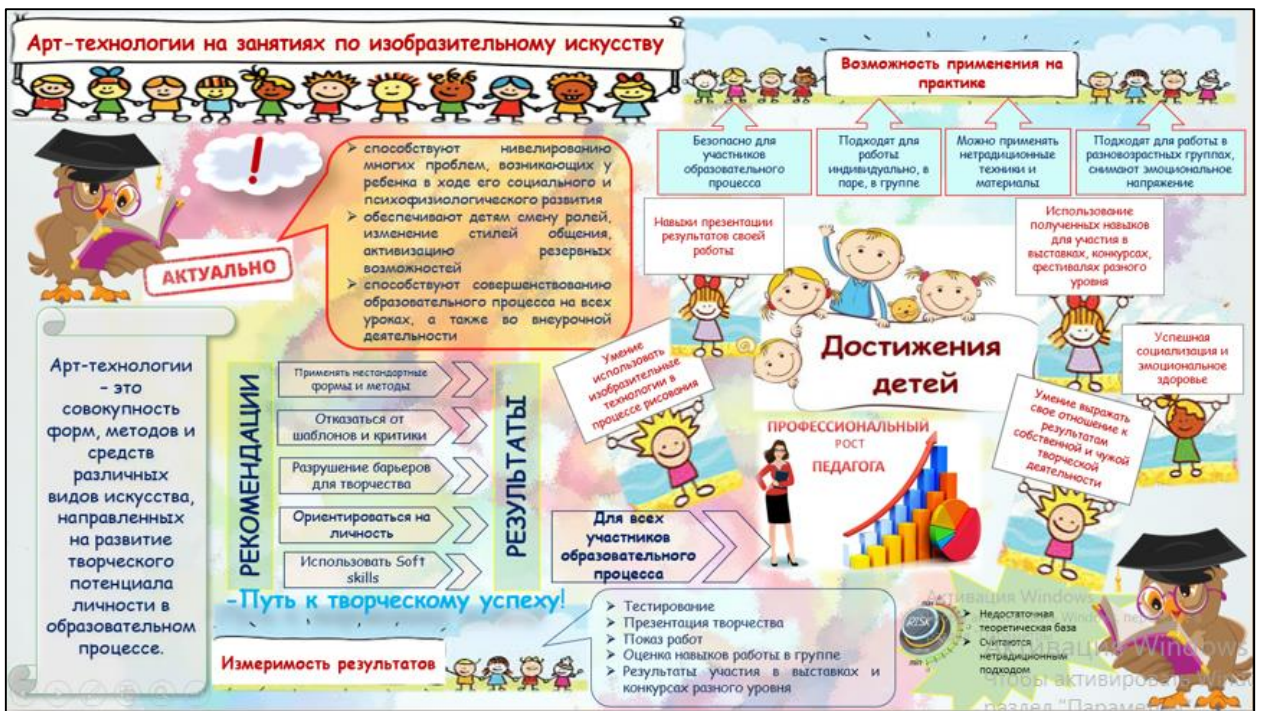 Арт-технологии на занятиях по изобразительному искусству
Возможность применения на
практике
Безопасно для
участников
образовательного
процесса
Подходят для
работы
индивидуально, в
паре, в группе
Можно применять
нетрадиционные
техники и
материалы
Подходят для работы в
разновозрастных группах,
снимают эмоциональное
напряжение
!
АКТУАЛЬНО
➢ способствуют нивелированию
многих проблем, возникающих у
ребенка в ходе его социального и
психофизиологического развития
➢ обеспечивают детям смену ролей,
изменение стилей общения,
активизацию резервных
возможностей
➢ способствуют совершенствованию
образовательного процесса на всех
уроках, а также во внеурочной
деятельности
Навыки презентации
результатов своей
работы
Использование
полученных навыков
для участия в
выставках, конкурсах,
фестивалях разного
уровня
Умение
использовать
изобразительные
технологии в
процессе рисования
Достижения
детей
Успешная
социализация и
эмоциональное
здоровье
Умение выражать
свое отношение к
результатам
собственной и чужой
творческой
деятельности
Арт-технологии
– это
совокупность
форм, методов и
средств
различных
видов искусства,
направленных
на развитие
творческого
потенциала
личности в
образовательном
процессе.
РЕКОМЕНДАЦИИ
Применять нестандартные
формы и методы
Отказаться от
шаблонов и критики
Разрушение барьеров
для творчества
Ориентироваться на
личность
Использовать Soft
skills
РЕЗУЛЬТАТЫ
Для всех
участников
образовательного
процесса
ПРОФЕССИОНАЛЬНЫЙ
РОСТ
ПЕДАГОГА
-Путь к творческому успеху!
Измеримость результатов
➢ Тестирование
➢ Презентация творчества
➢ Показ работ
➢ Оценка навыков работы в группе
➢ Результаты участия в выставках и
конкурсах разного уровня
RISK
min
➢ Недостаточная
теоретическая база
➢ Считаются
нетрадиционным
подходом
Активация Windows
Активация Windows
Чтобы активировать
раздел "Параме